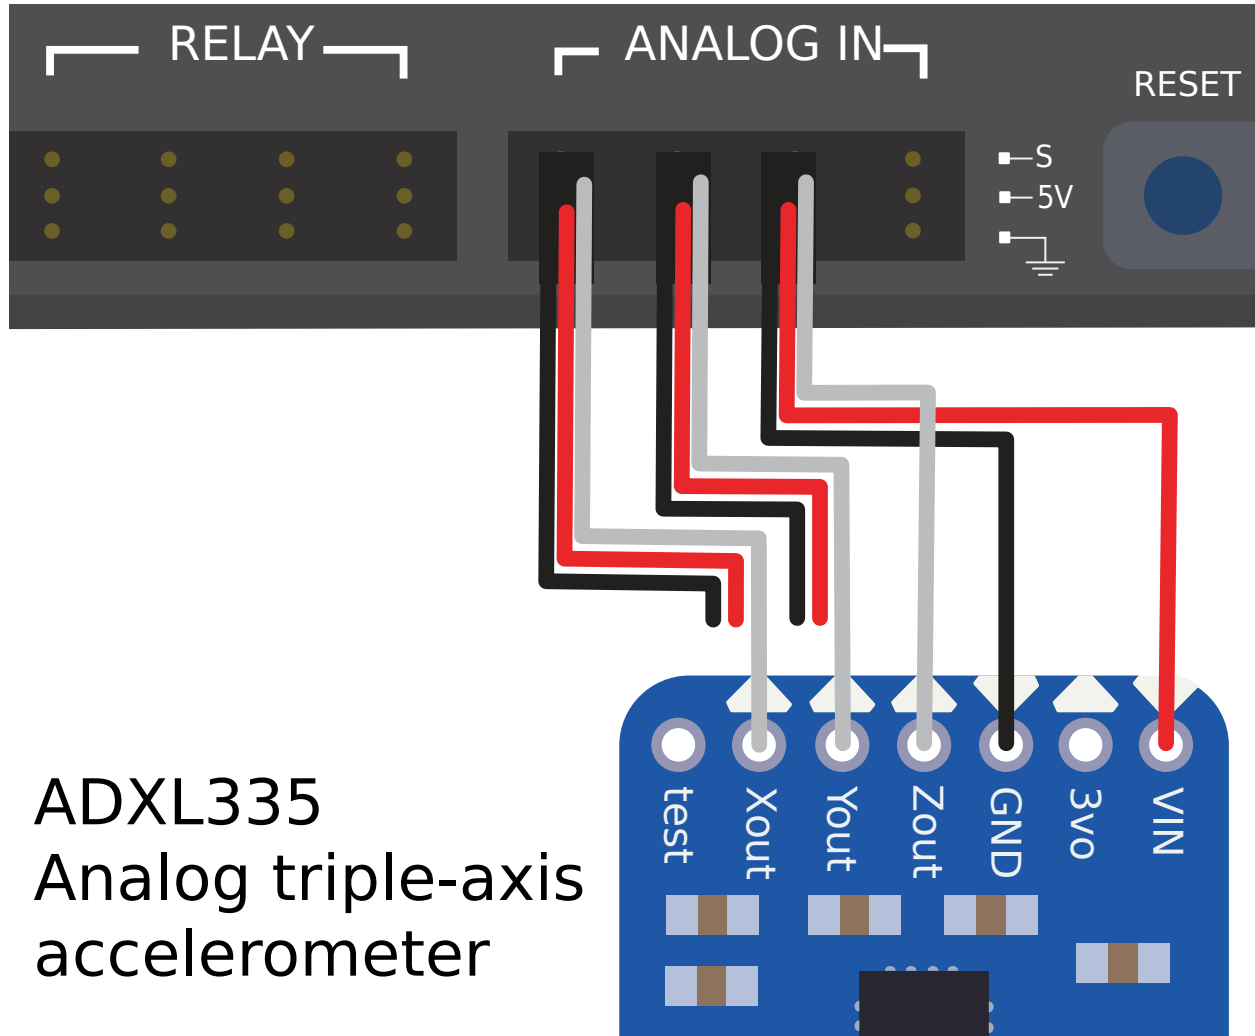 RELAY
ANALOG IN
RESET
S
5V
test
Xout
Yout
Zout
GND
3vo
VIN
ADXL335
Analog triple-axis
accelerometer